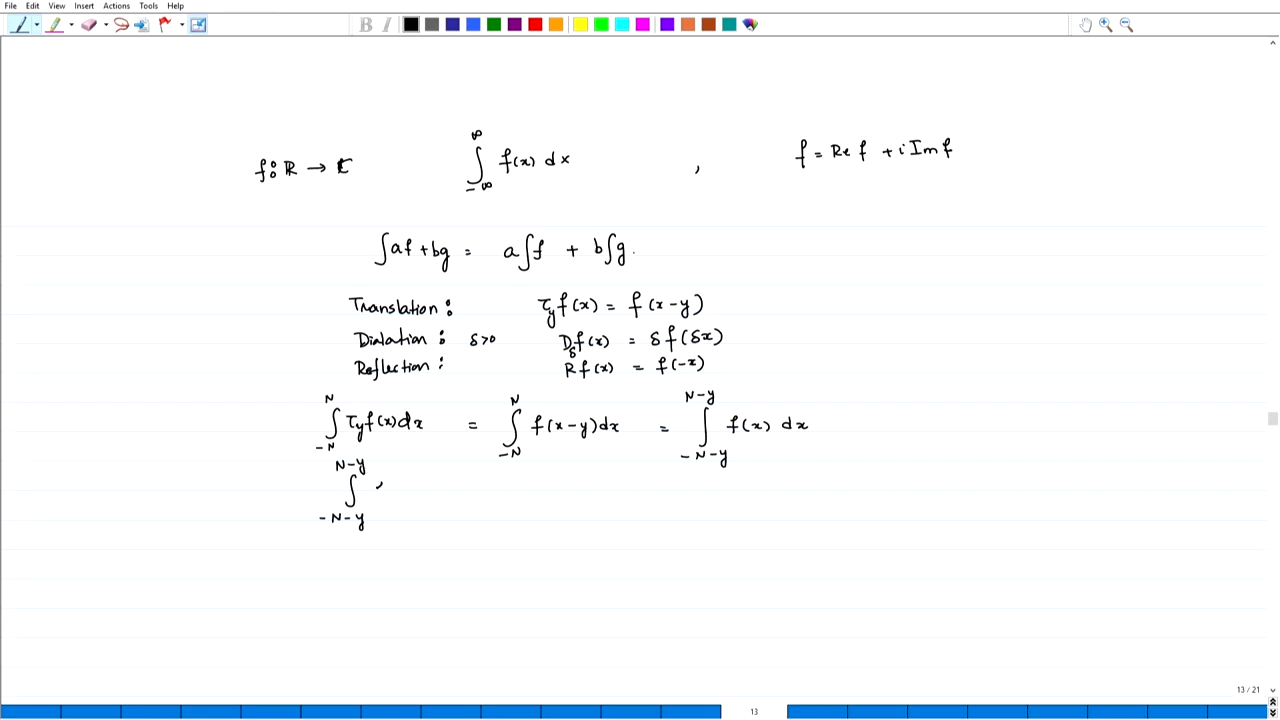 File Edit View Insert Actions Tools Help
B I
f: ℝ → ℂ ∫_{-∞}^{∞} f(x) dx , f = Re f + i Im f
∫af + bg = a∫f + b∫g.
Translation: τ_y f(x) = f(x-y)
Dialation: δ>0 D_δ f(x) = δ f(δx)
Reflection: R f(x) = f(-x)
∫_{-N}^{N} τ_y f(x) dx = ∫_{-N}^{N} f(x-y) dx = ∫_{-N-y}^{N-y} f(x) dx
∫_{-N-y}^{N-y}
13 / 21
13